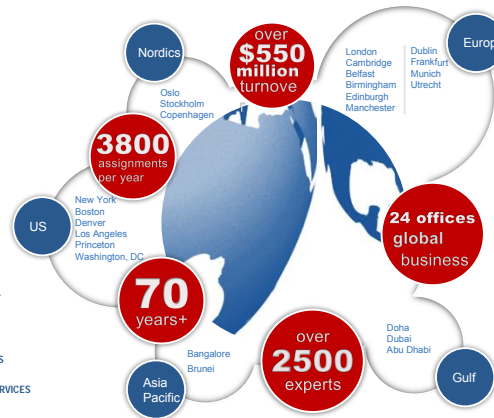 Nordics
Oslo
Stockholm
Copenhagen
over
$550
million
turnove
London
Cambridge
Belfast
Birmingham
Edinburgh
Manchester
Dublin
Frankfurt
Munich
Utrecht
Europ
3800
assignments
per year
US
New York
Boston
Denver
Los Angeles
Princeton
Washington, DC
24 offices
global
business
70
years+
Asia
Pacific
Bangalore
Brunei
over
2500
experts
Doha
Dubai
Abu Dhabi
Gulf
S
RVICES